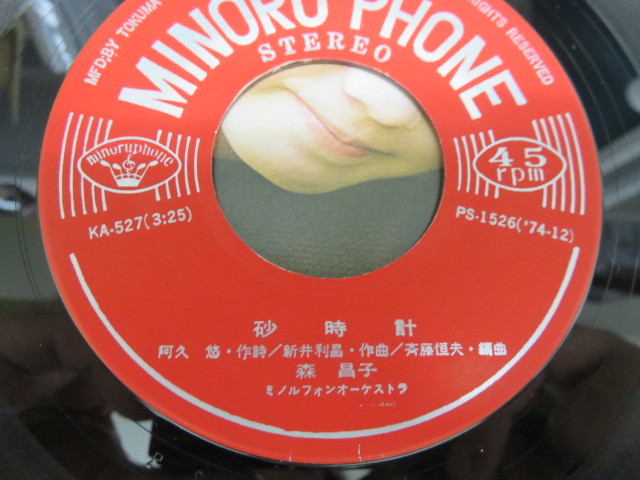 MFD. BY TOKUMA
RIGHTS RESERVED
MINORU PHONE
STEREO
minoruphone
45
rpm
KA-527(3:25)
PS-1526('74-12)
砂時計
阿久 悠・作詩/新井利昌・作曲/斉藤恒夫・編曲
森 昌子
ミノルフォンオーケストラ